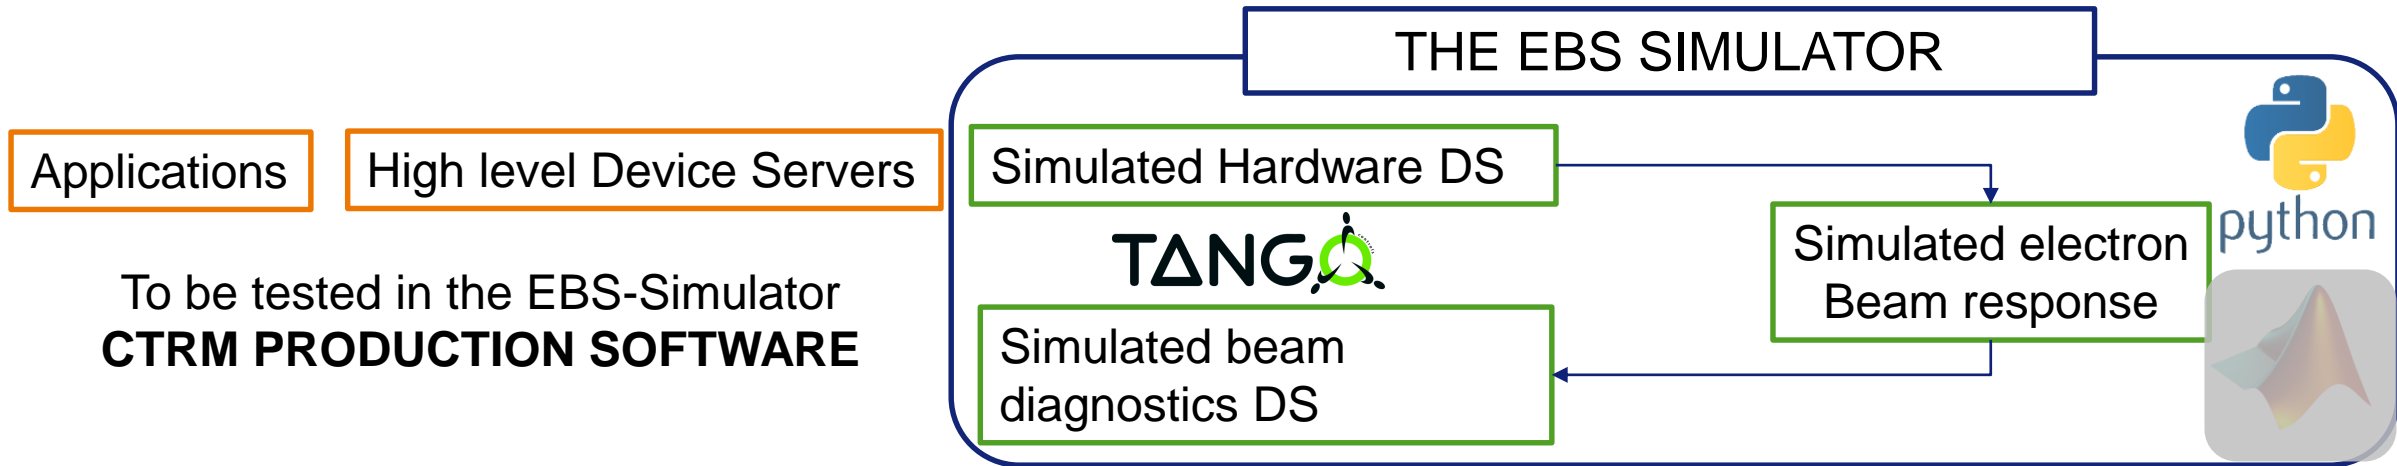 THE EBS SIMULATOR
Applications
High level Device Servers
Simulated Hardware DS
python
TANGO
Simulated electron
Beam response
To be tested in the EBS-Simulator
CTRM PRODUCTION SOFTWARE
Simulated beam
diagnostics DS